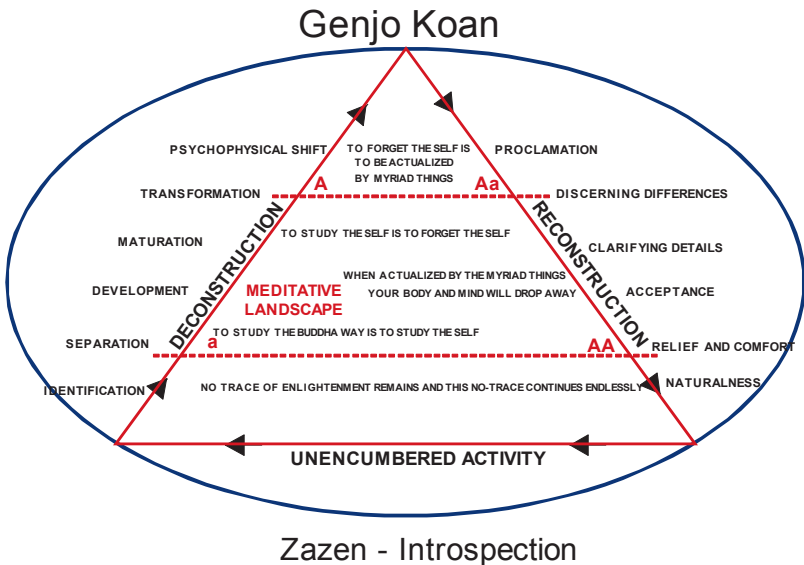 Genjo Koan
PSYCHOPHYSICAL SHIFT
TO FORGET THE SELF IS
TO BE ACTUALIZED
BY MYRIAD THINGS
PROCLAMATION
TRANSFORMATION
A
Aa
DISCERNING DIFFERENCES
MATURATION
TO STUDY THE SELF IS TO FORGET THE SELF
CLARIFYING DETAILS
DECONSTRUCTION
RECONSTRUCTION
WHEN ACTUALIZED BY THE MYRIAD THINGS
YOUR BODY AND MIND WILL DROP AWAY
DEVELOPMENT
MEDITATIVE
LANDSCAPE
ACCEPTANCE
SEPARATION
a
TO STUDY THE BUDDHA WAY IS TO STUDY THE SELF
AA
RELIEF AND COMFORT
IDENTIFICATION
NO TRACE OF ENLIGHTENMENT REMAINS AND THIS NO-TRACE CONTINUES ENDLESSLY
NATURALNESS
UNENCUMBERED ACTIVITY
Zazen - Introspection